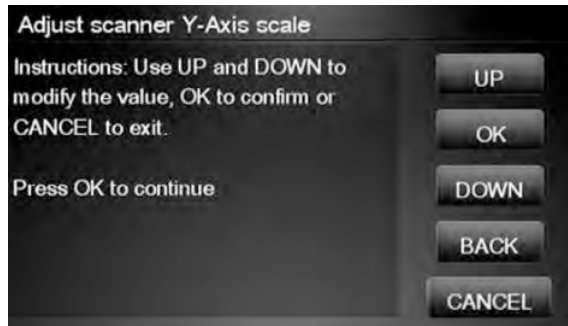 Adjust scanner Y-Axis scale
Instructions: Use UP and DOWN to
modify the value, OK to confirm or
CANCEL to exit.
Press OK to continue
UP
OK
DOWN
BACK
CANCEL